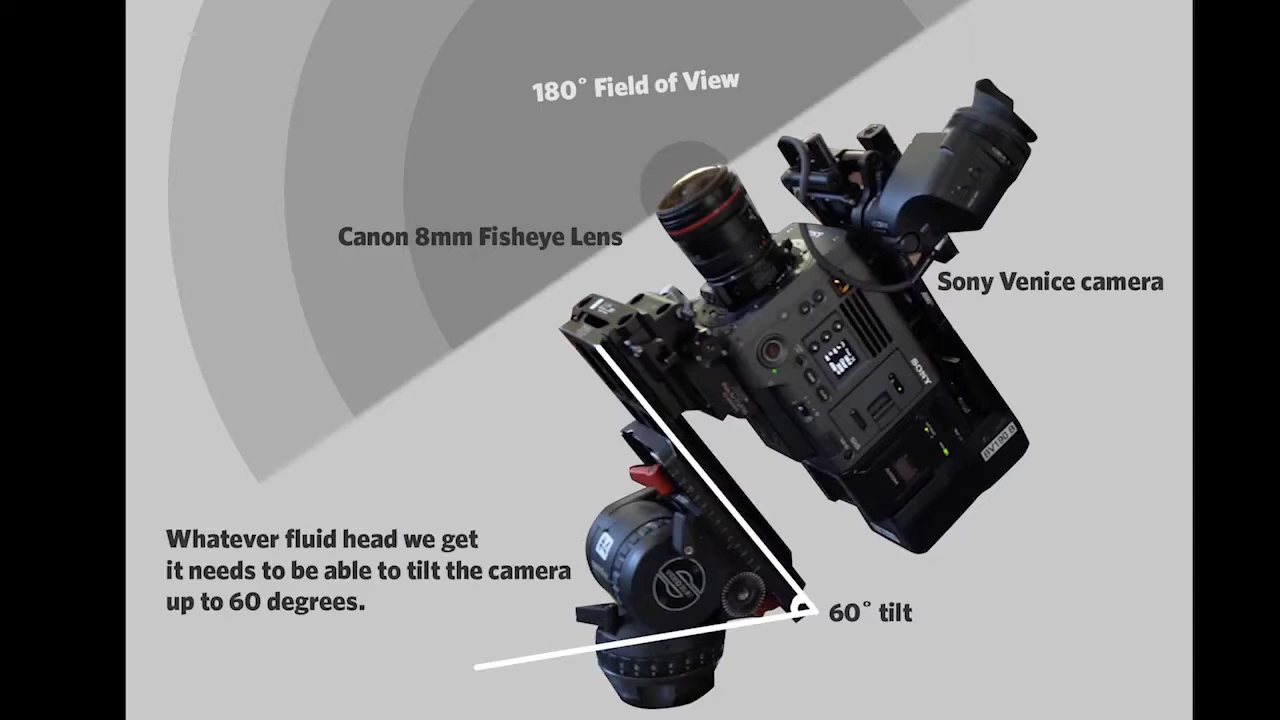 180° Field of View
Canon 8mm Fisheye Lens
Sony Venice camera
SONY
BV190 B
Whatever fluid head we get
it needs to be able to tilt the camera
up to 60 degrees.
60° tilt